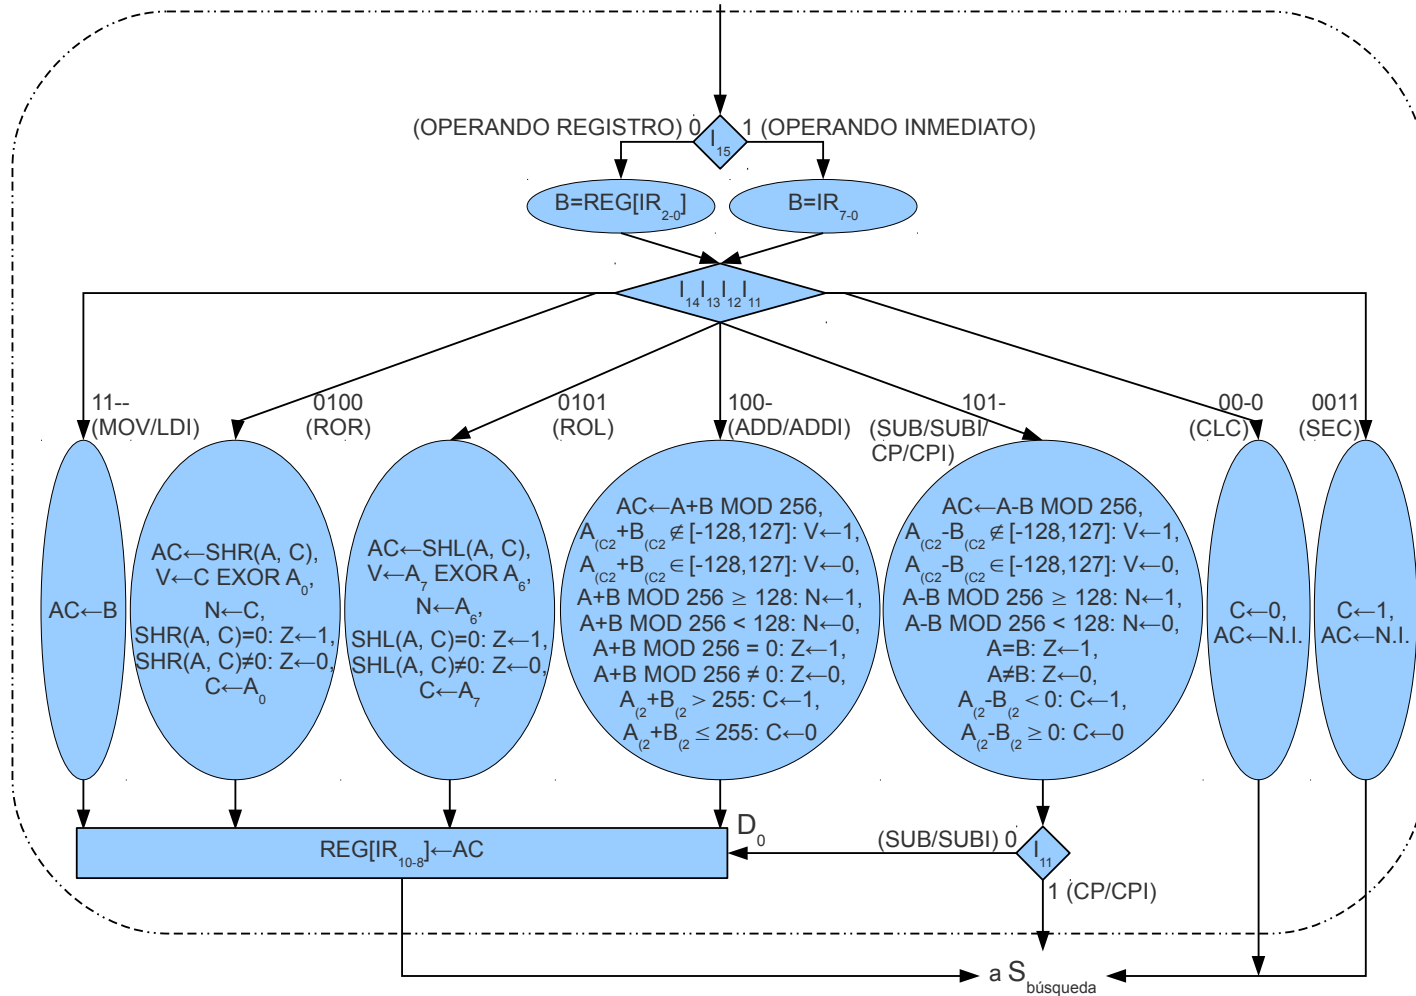 (OPERANDO REGISTRO) 0 1 (OPERANDO INMEDIATO)
I₁₅
B=REG[IR₂₋₀]
B=IR₇₋₀
I₁₄I₁₃I₁₂I₁₁
11--
(MOV/LDI)
0100
(ROR)
0101
(ROL)
100-
(ADD/ADDI)
101-
(SUB/SUBI/
CP/CPI)
00-0
(CLC)
0011
(SEC)
AC←B
AC←SHR(A, C),
V←C EXOR A₀,
N←C,
SHR(A, C)=0: Z←1,
SHR(A, C)≠0: Z←0,
C←A₀
AC←SHL(A, C),
V←A₇ EXOR A₆,
N←A₆,
SHL(A, C)=0: Z←1,
SHL(A, C)≠0: Z←0,
C←A₇
AC←A+B MOD 256,
A(C2+B(C2 ∉ [-128,127]: V←1,
A(C2+B(C2 ∈ [-128,127]: V←0,
A+B MOD 256 ≥ 128: N←1,
A+B MOD 256 < 128: N←0,
A+B MOD 256 = 0: Z←1,
A+B MOD 256 ≠ 0: Z←0,
A(2+B(2 > 255: C←1,
A(2+B(2 ≤ 255: C←0
AC←A-B MOD 256,
A(C2-B(C2 ∉ [-128,127]: V←1,
A(C2-B(C2 ∈ [-128,127]: V←0,
A-B MOD 256 ≥ 128: N←1,
A-B MOD 256 < 128: N←0,
A=B: Z←1,
A≠B: Z←0,
A(2-B(2 < 0: C←1,
A(2-B(2 ≥ 0: C←0
C←0,
AC←N.I.
C←1,
AC←N.I.
REG[IR₁₀₋₈]←AC
D₀
(SUB/SUBI) 0
I₁₁
1 (CP/CPI)
a S búsqueda